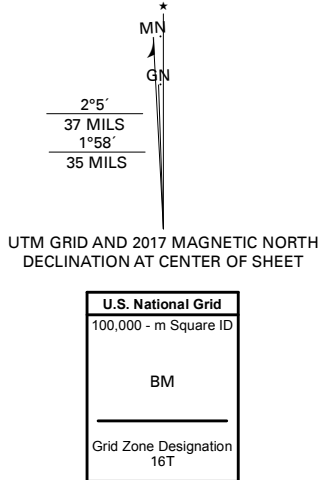 MN
GN
2°5´
37 MILS
1°58´
35 MILS
UTM GRID AND 2017 MAGNETIC NORTH
DECLINATION AT CENTER OF SHEET
U.S. National Grid
100,000 - m Square ID
BM
Grid Zone Designation
16T